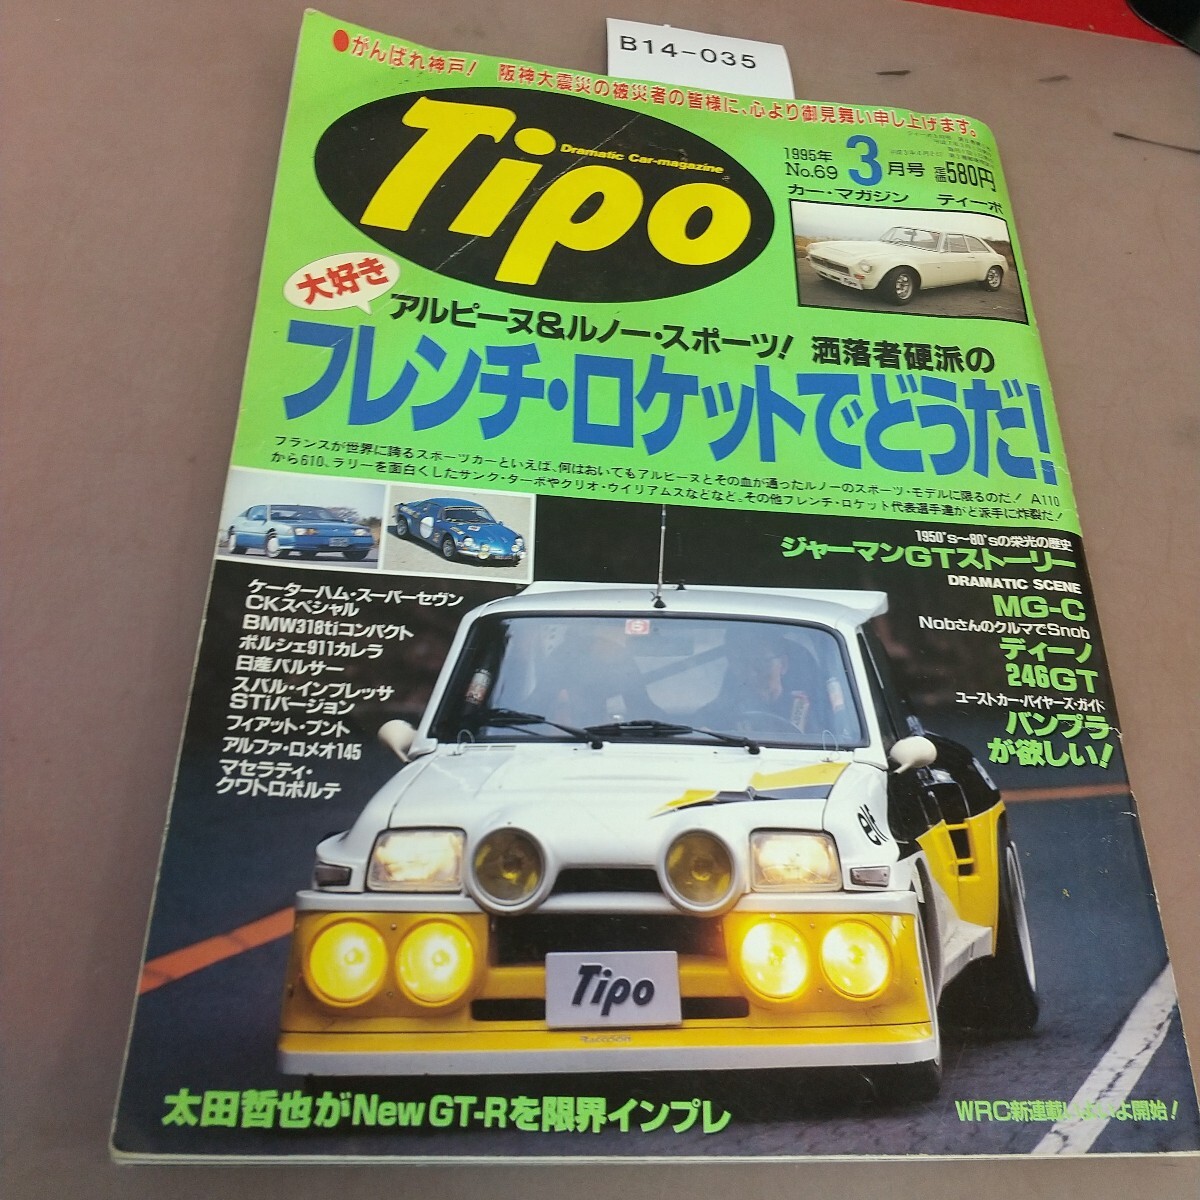 B14-035
●がんばれ神戸! 阪神大震災の被災者の皆様に、心より御見舞い申し上げます。
Tipo
Dramatic Car-magazine
1995年
No.69
3月号
定価580円
カー・マガジン ティーポ
大好き
アルピーヌ&ルノー・スポーツ! 洒落者硬派の
フレンチ・ロケットでどうだ!
フランスが世界に誇るスポーツカーといえば、何はおいてもアルピーヌとその血が通ったルノーのスポーツ・モデルに限るのだ! A110
から610、ラリーを面白くしたサンク・ターボやクリオ・ウイリアムスなどなど、その他フレンチ・ロケット代表選手達がど派手に炸裂だ!
1950's〜80'sの栄光の歴史
ジャーマンGTストーリー
DRAMATIC SCENE
MG-C
NobさんのクルマでSnob
ディーノ
246GT
ユーストカー・バイヤーズ・ガイド
バンプラ
が欲しい!
ケーターハム・スーパーセヴン
CKスペシャル
BMW318tiコンパクト
ポルシェ911カレラ
日産パルサー
スバル・インプレッサ
STiバージョン
フィアット・プント
アルファ・ロメオ145
マセラティ・
クワトロポルテ
elf
Tipo
太田哲也がNew GT-Rを限界インプレ
WRC新連載いよいよ開始!